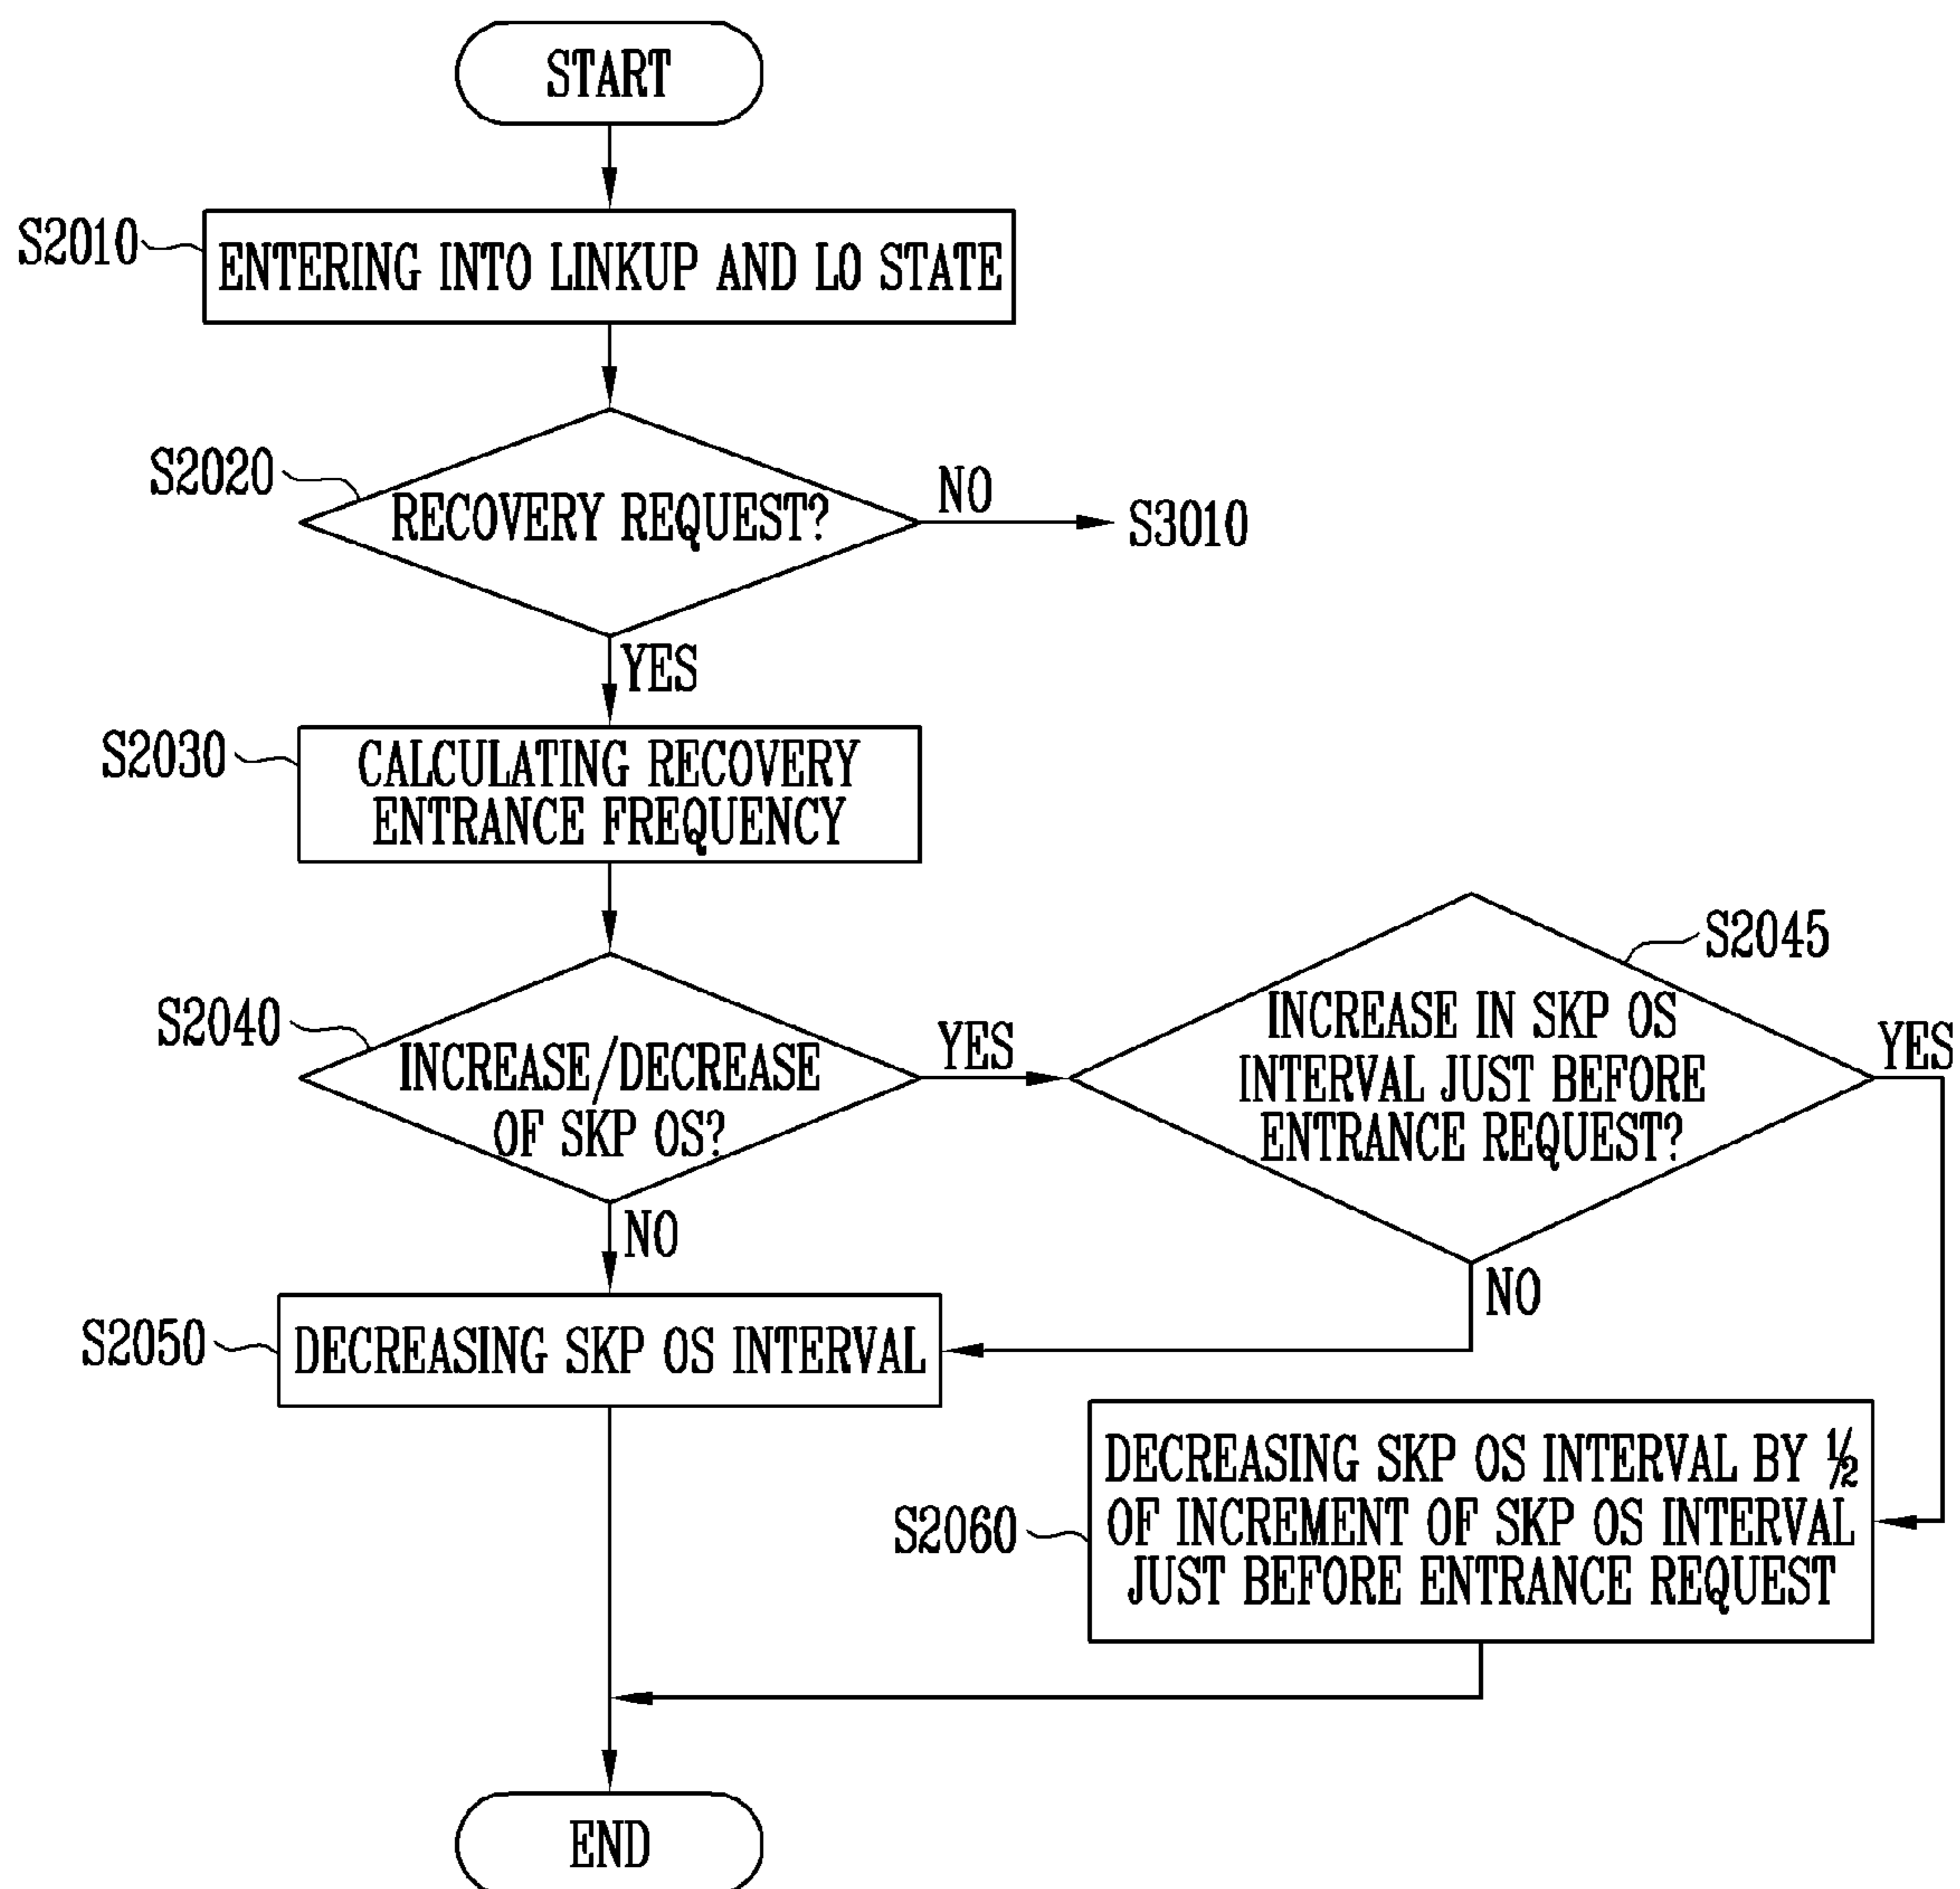 START
S2010
ENTERING INTO LINKUP AND L0 STATE
S2020
RECOVERY REQUEST?
NO
S3010
YES
S2030
CALCULATING RECOVERY
ENTRANCE FREQUENCY
S2040
INCREASE/DECREASE
OF SKP OS?
YES
S2045
INCREASE IN SKP OS
INTERVAL JUST BEFORE
ENTRANCE REQUEST?
YES
NO
NO
S2050
DECREASING SKP OS INTERVAL
S2060
DECREASING SKP OS INTERVAL BY ½
OF INCREMENT OF SKP OS INTERVAL
JUST BEFORE ENTRANCE REQUEST
END